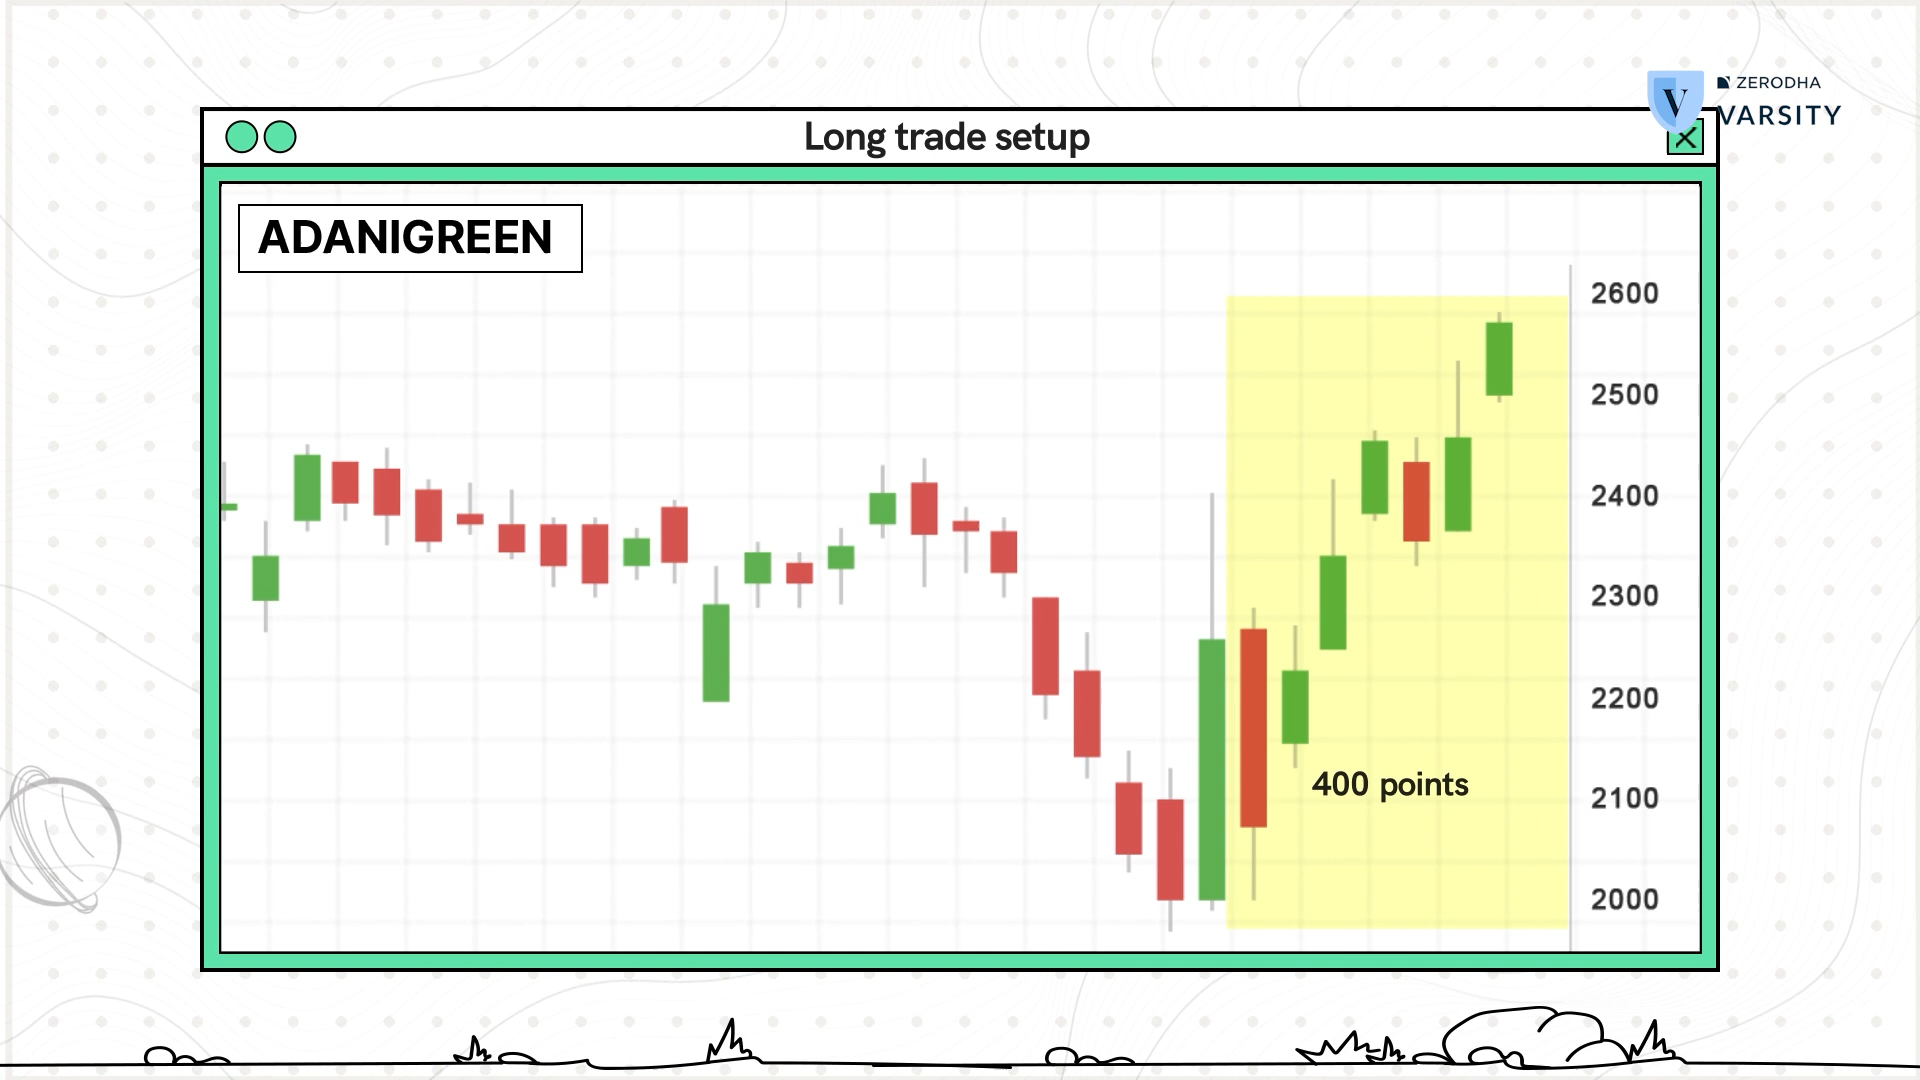 ZERODHA
VARSITY
Long trade setup
ADANIGREEN
2600
2500
2400
2300
2200
400 points
2100
2000